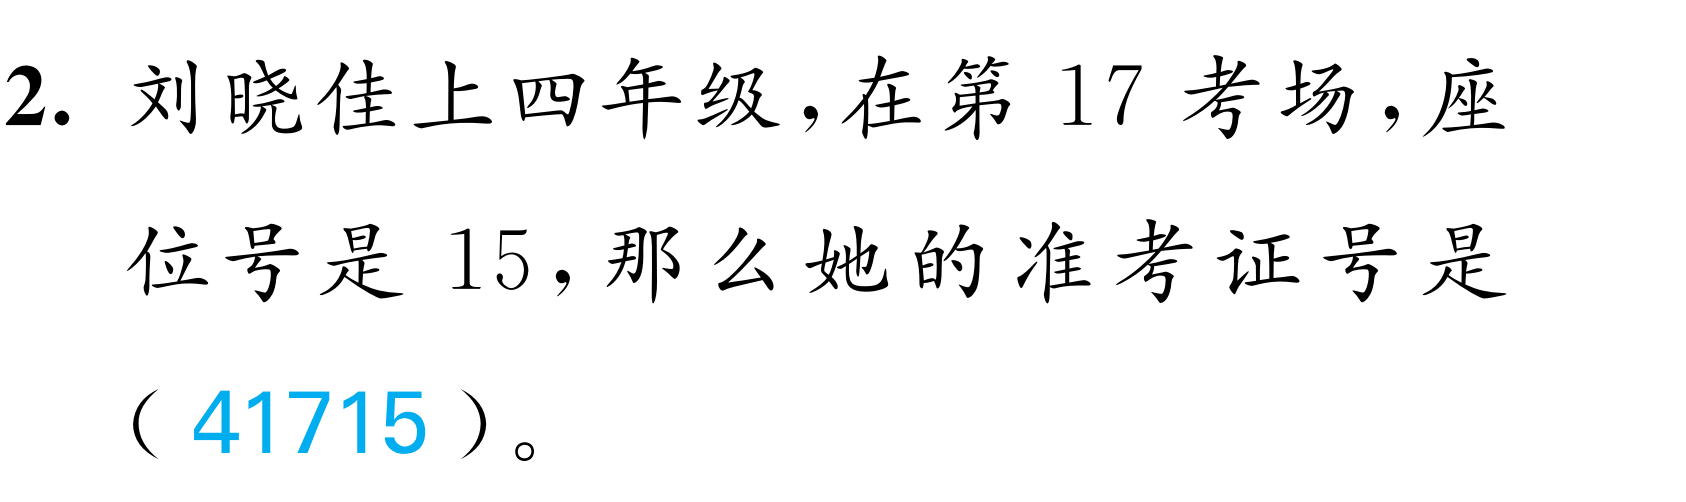 2. 刘晓佳上四年级,在第 17 考场,座
位号是 15,那么她的准考证号是
( 41715 )。